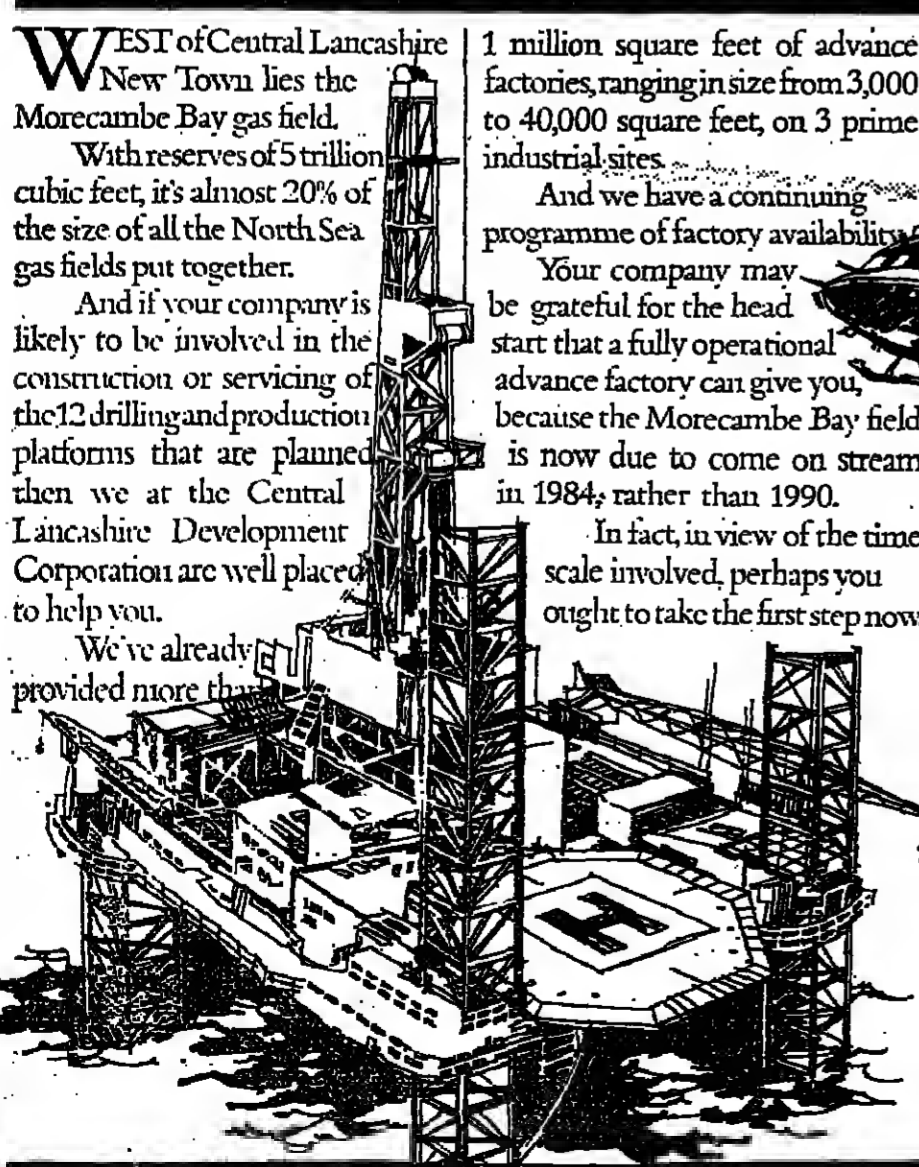 WEST of Central Lancashire
New Town lies the
Morecambe Bay gas field.
With reserves of 5 trillion
cubic feet, it's almost 20% of
the size of all the North Sea
gas fields put together.
And if your company is
likely to be involved in the
construction or servicing of
the 12 drilling and production
platforms that are planned
then we at the Central
Lancashire Development
Corporation are well placed
to help you.
We've already
provided more than
1 million square feet of advance
factories, ranging in size from 3,000
to 40,000 square feet, on 3 prime
industrial sites.
And we have a continuing
programme of factory availability.
Your company may
be grateful for the head
start that a fully operational
advance factory can give you,
because the Morecambe Bay field
is now due to come on stream
in 1984, rather than 1990.
In fact, in view of the time
scale involved, perhaps you
ought to take the first step now
H